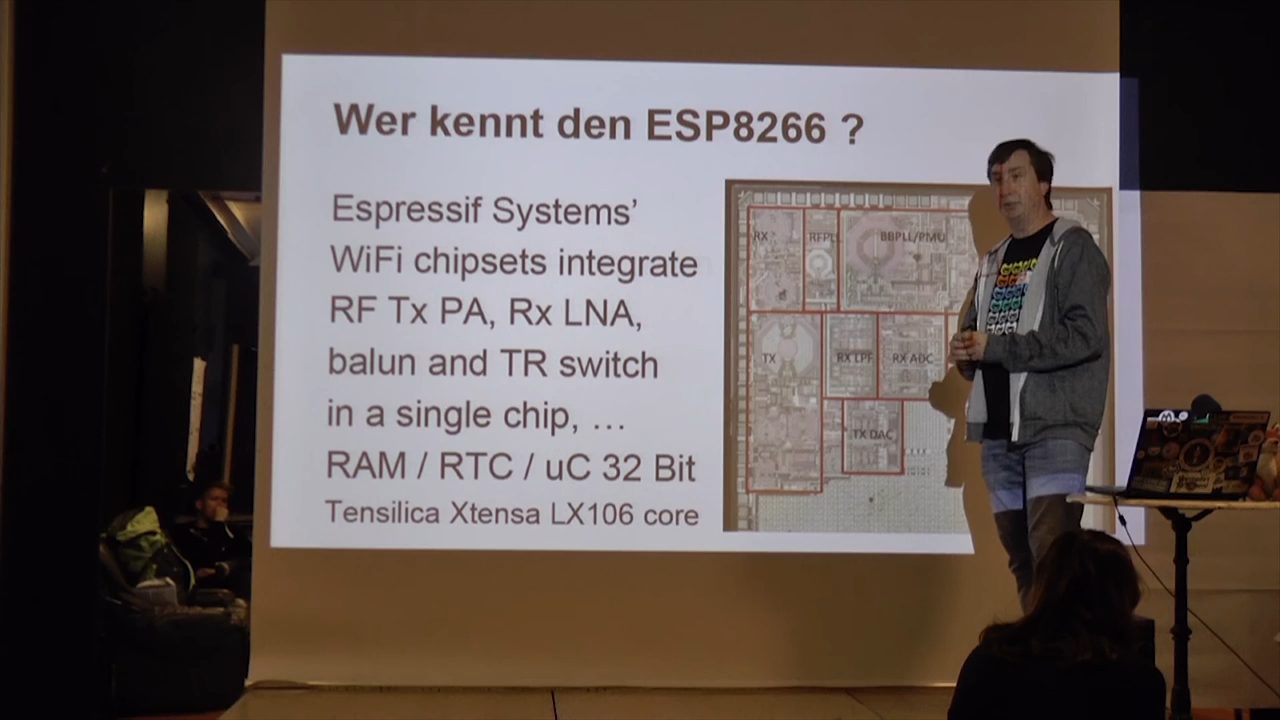 Wer kennt den ESP8266 ?
Espressif Systems’
WiFi chipsets integrate
RF Tx PA, Rx LNA,
balun and TR switch
in a single chip, …
RAM / RTC / uC 32 Bit
Tensilica Xtensa LX106 core
RX
RFPLL
BBPLL/PMU
TX
RX LPF
RX ADC
TX DAC